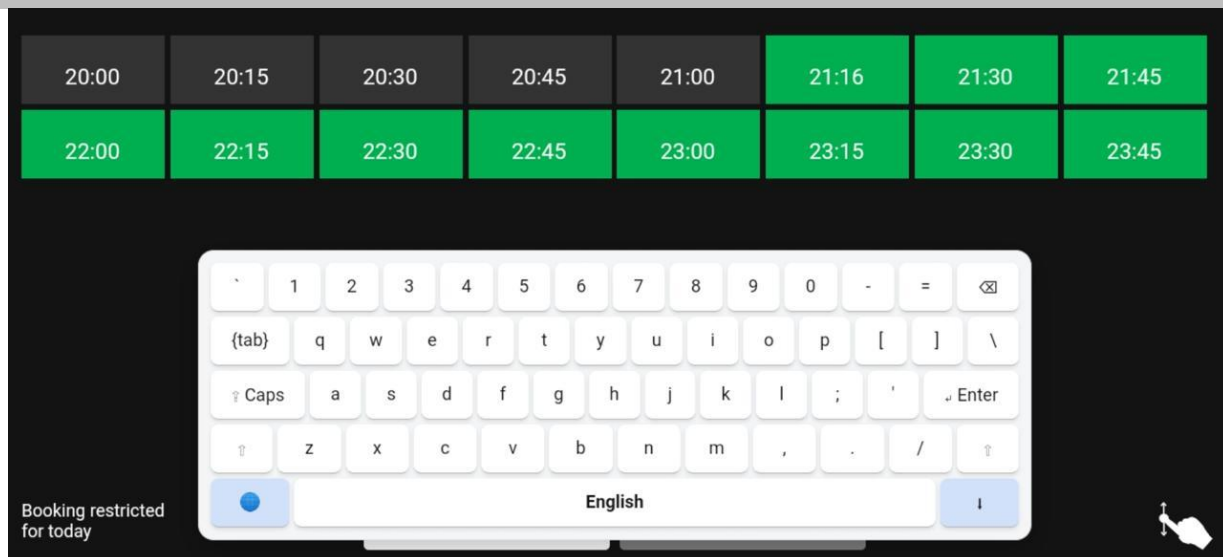 20:00 20:15 20:30 20:45 21:00 21:16 21:30 21:45
22:00 22:15 22:30 22:45 23:00 23:15 23:30 23:45
` 1 2 3 4 5 6 7 8 9 0 - = ⌫
{tab} q w e r t y u i o p [ ] \
⇪ Caps a s d f g h j k l ; ' ↵ Enter
⇧ z x c v b n m , . / ⇧
English ⭣
Booking restricted
for today